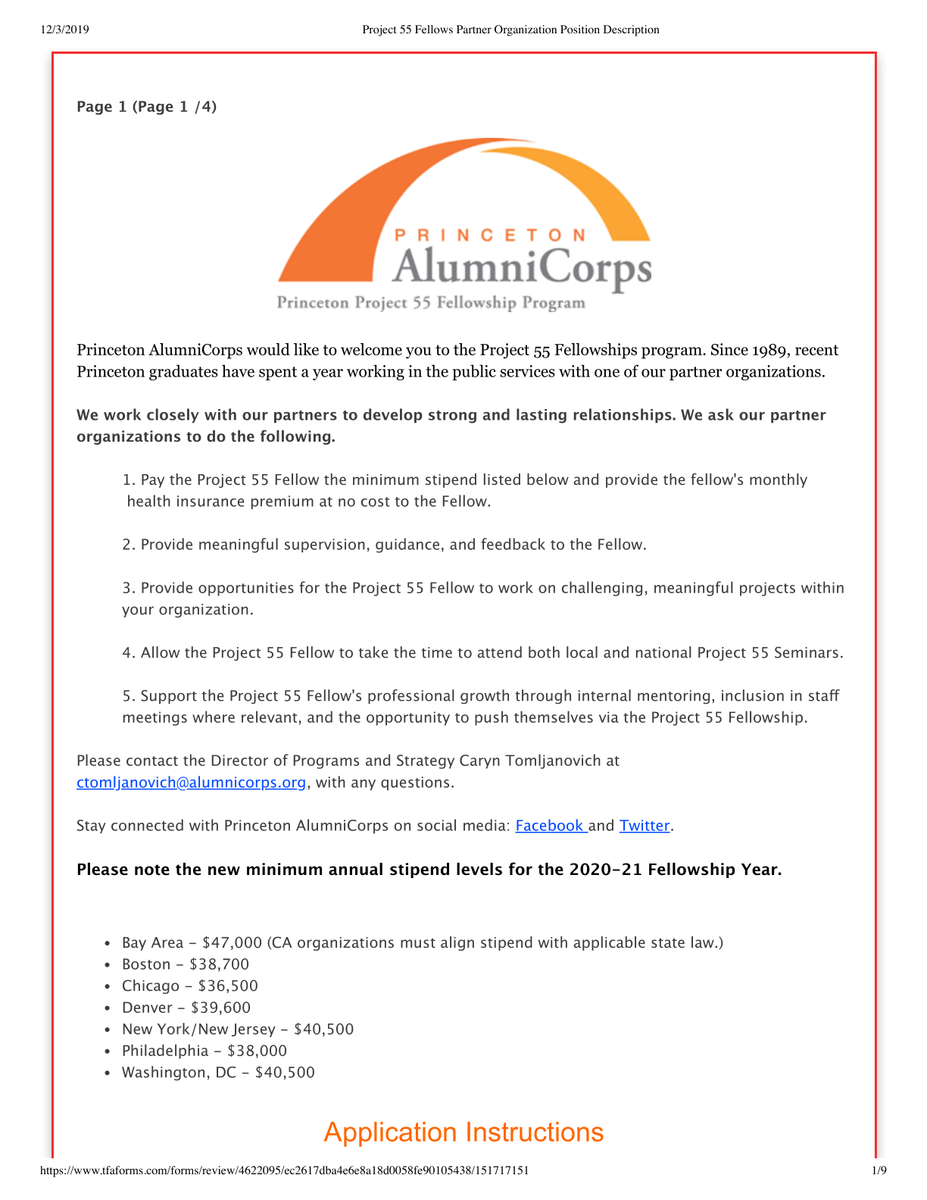 12/3/2019 Project 55 Fellows Partner Organization Position Description
Page 1 (Page 1 /4)
PRINCETON
AlumniCorps
Princeton Project 55 Fellowship Program
Princeton AlumniCorps would like to welcome you to the Project 55 Fellowships program. Since 1989, recent
Princeton graduates have spent a year working in the public services with one of our partner organizations.
We work closely with our partners to develop strong and lasting relationships. We ask our partner
organizations to do the following.
1. Pay the Project 55 Fellow the minimum stipend listed below and provide the fellow's monthly
health insurance premium at no cost to the Fellow.
2. Provide meaningful supervision, guidance, and feedback to the Fellow.
3. Provide opportunities for the Project 55 Fellow to work on challenging, meaningful projects within
your organization.
4. Allow the Project 55 Fellow to take the time to attend both local and national Project 55 Seminars.
5. Support the Project 55 Fellow's professional growth through internal mentoring, inclusion in staff
meetings where relevant, and the opportunity to push themselves via the Project 55 Fellowship.
Please contact the Director of Programs and Strategy Caryn Tomljanovich at
ctomljanovich@alumnicorps.org, with any questions.
Stay connected with Princeton AlumniCorps on social media: Facebook and Twitter.
Please note the new minimum annual stipend levels for the 2020-21 Fellowship Year.
• Bay Area - $47,000 (CA organizations must align stipend with applicable state law.)
• Boston - $38,700
• Chicago - $36,500
• Denver - $39,600
• New York/New Jersey - $40,500
• Philadelphia - $38,000
• Washington, DC - $40,500
Application Instructions
https://www.tfaforms.com/forms/review/4622095/ec2617dba4e6e8a18d0058fe90105438/151717151 1/9